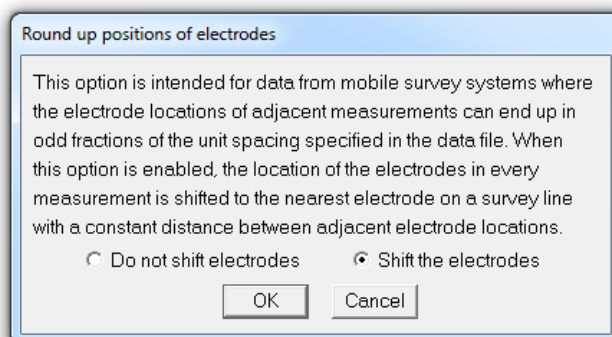 Round up positions of electrodes
This option is intended for data from mobile survey systems where
the electrode locations of adjacent measurements can end up in
odd fractions of the unit spacing specified in the data file. When
this option is enabled, the location of the electrodes in every
measurement is shifted to the nearest electrode on a survey line
with a constant distance between adjacent electrode locations.
Do not shift electrodes Shift the electrodes
OK Cancel